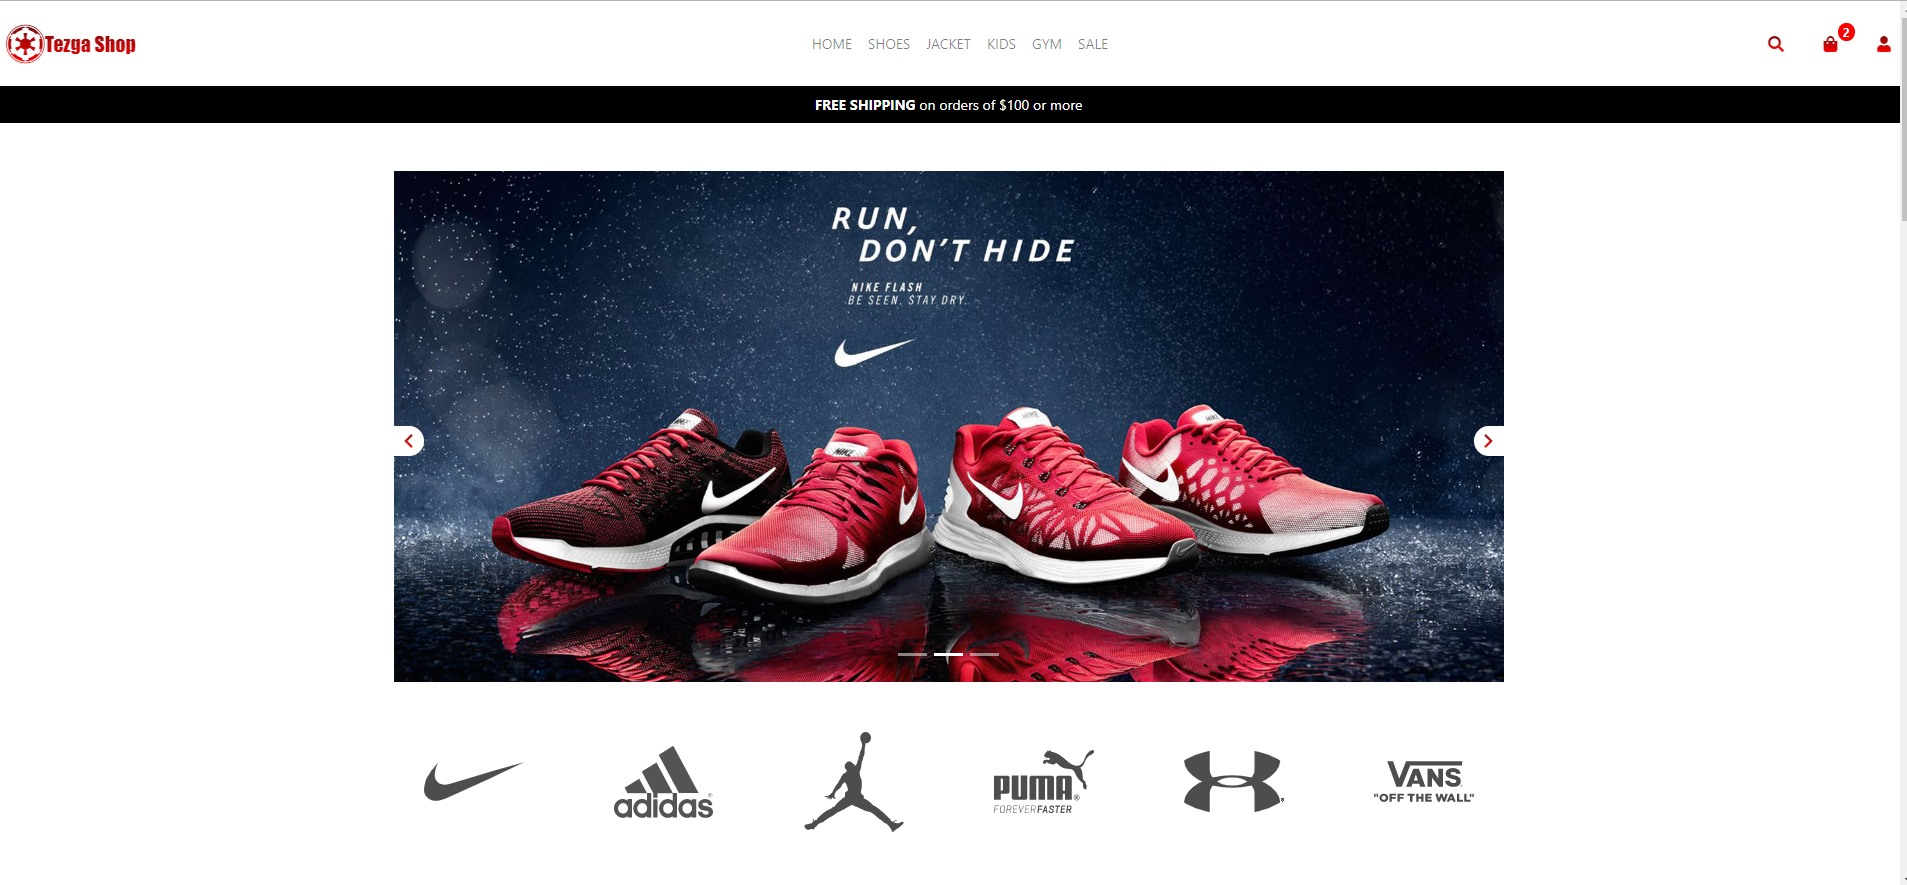 Tezga Shop
HOME SHOES JACKET KIDS GYM SALE
2
FREE SHIPPING on orders of $100 or more
RUN,
DON'T HIDE
NIKE FLASH
BE SEEN. STAY DRY.
NIKE
adidas
PUMA®
FOREVERFASTER
VANS
"OFF THE WALL"